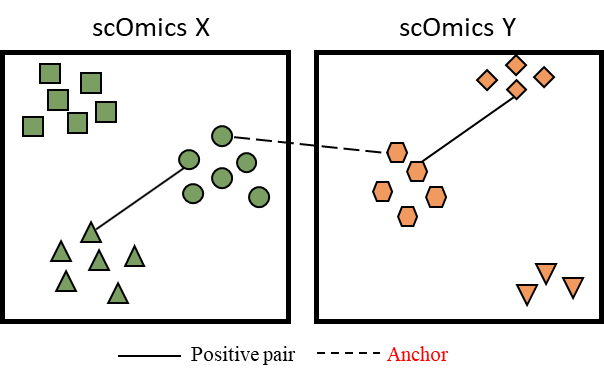 scOmics X
scOmics Y
Positive pair
Anchor